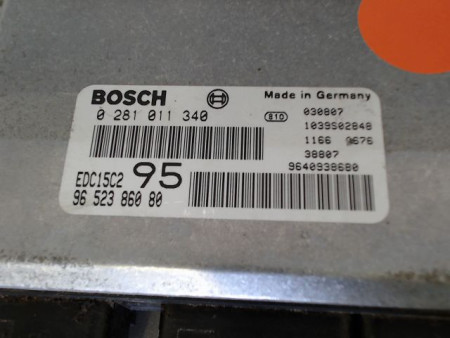 BOSCH
Made in Germany
0 281 011 340
810
030807
1039S02848
1166 9676
38807
EDC15C2 95
9640938680
96 523 860 80